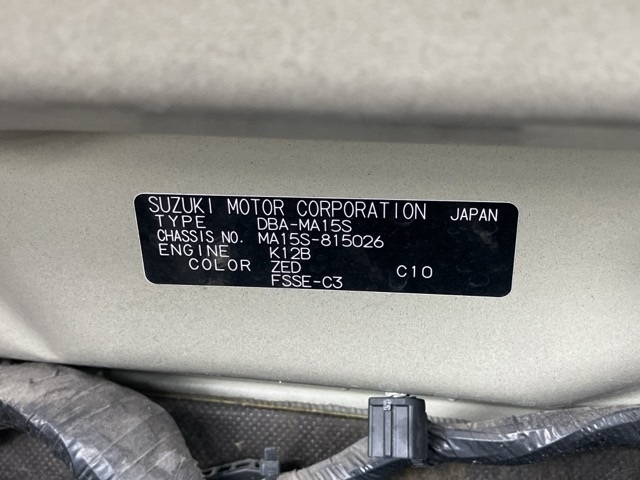 SUZUKI MOTOR CORPORATION JAPAN
TYPE DBA-MA15S
CHASSIS NO. MA15S-815026
ENGINE K12B
COLOR ZED C10
FSSE-C3